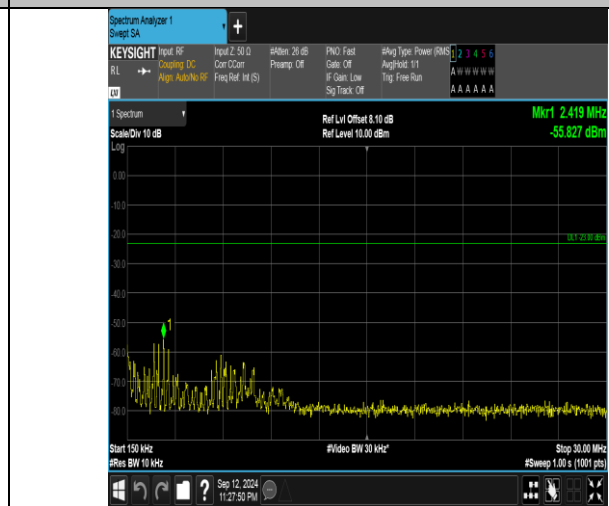 Spectrum Analyzer 1
Swept SA
+
KEYSIGHT Input: RF Input Z: 50 Ω #Atten: 26 dB PNO: Fast #Avg Type: Power (RMS 1 2 3 4 5 6
RL Coupling: DC Corr CCorr Preamp: Off Gate: Off Avg|Hold: 1/1 A W W W W W
Align: Auto/No RF Freq Ref: Int (S) IF Gain: Low Trig: Free Run
Sig Track: Off A A A A A A
LXI
1 Spectrum Ref Lvl Offset 8.10 dB Mkr1 2.419 MHz
Scale/Div 10 dB Ref Level 10.00 dBm -55.827 dBm
Log
0.00
-10.0
-20.0
DL1 -23.00 dBm
-30.0
-40.0
-50.0
1
-60.0
-70.0
-80.0
Start 150 kHz #Video BW 30 kHz* Stop 30.00 MHz
#Res BW 10 kHz #Sweep 1.00 s (1001 pts)
? Sep 12, 2024
11:27:50 PM